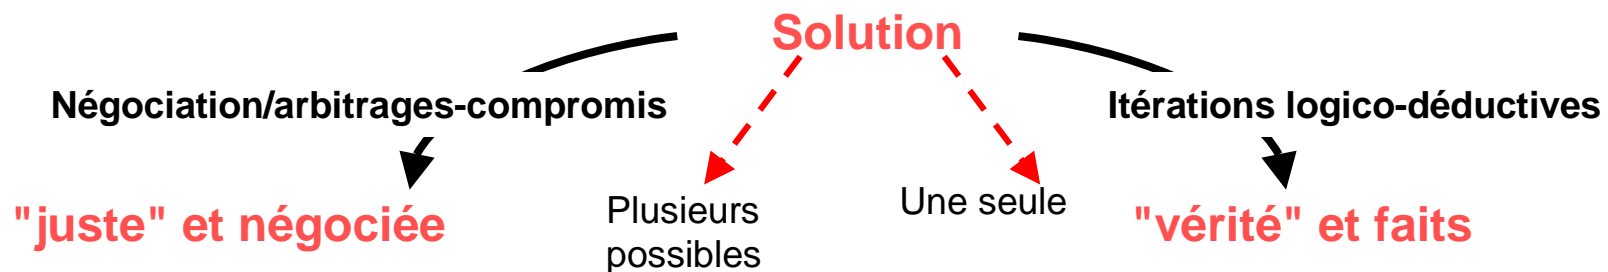 Solution
Négociation/arbitrages-compromis
Itérations logico-déductives
"juste" et négociée
Plusieurs
possibles
Une seule
"vérité" et faits